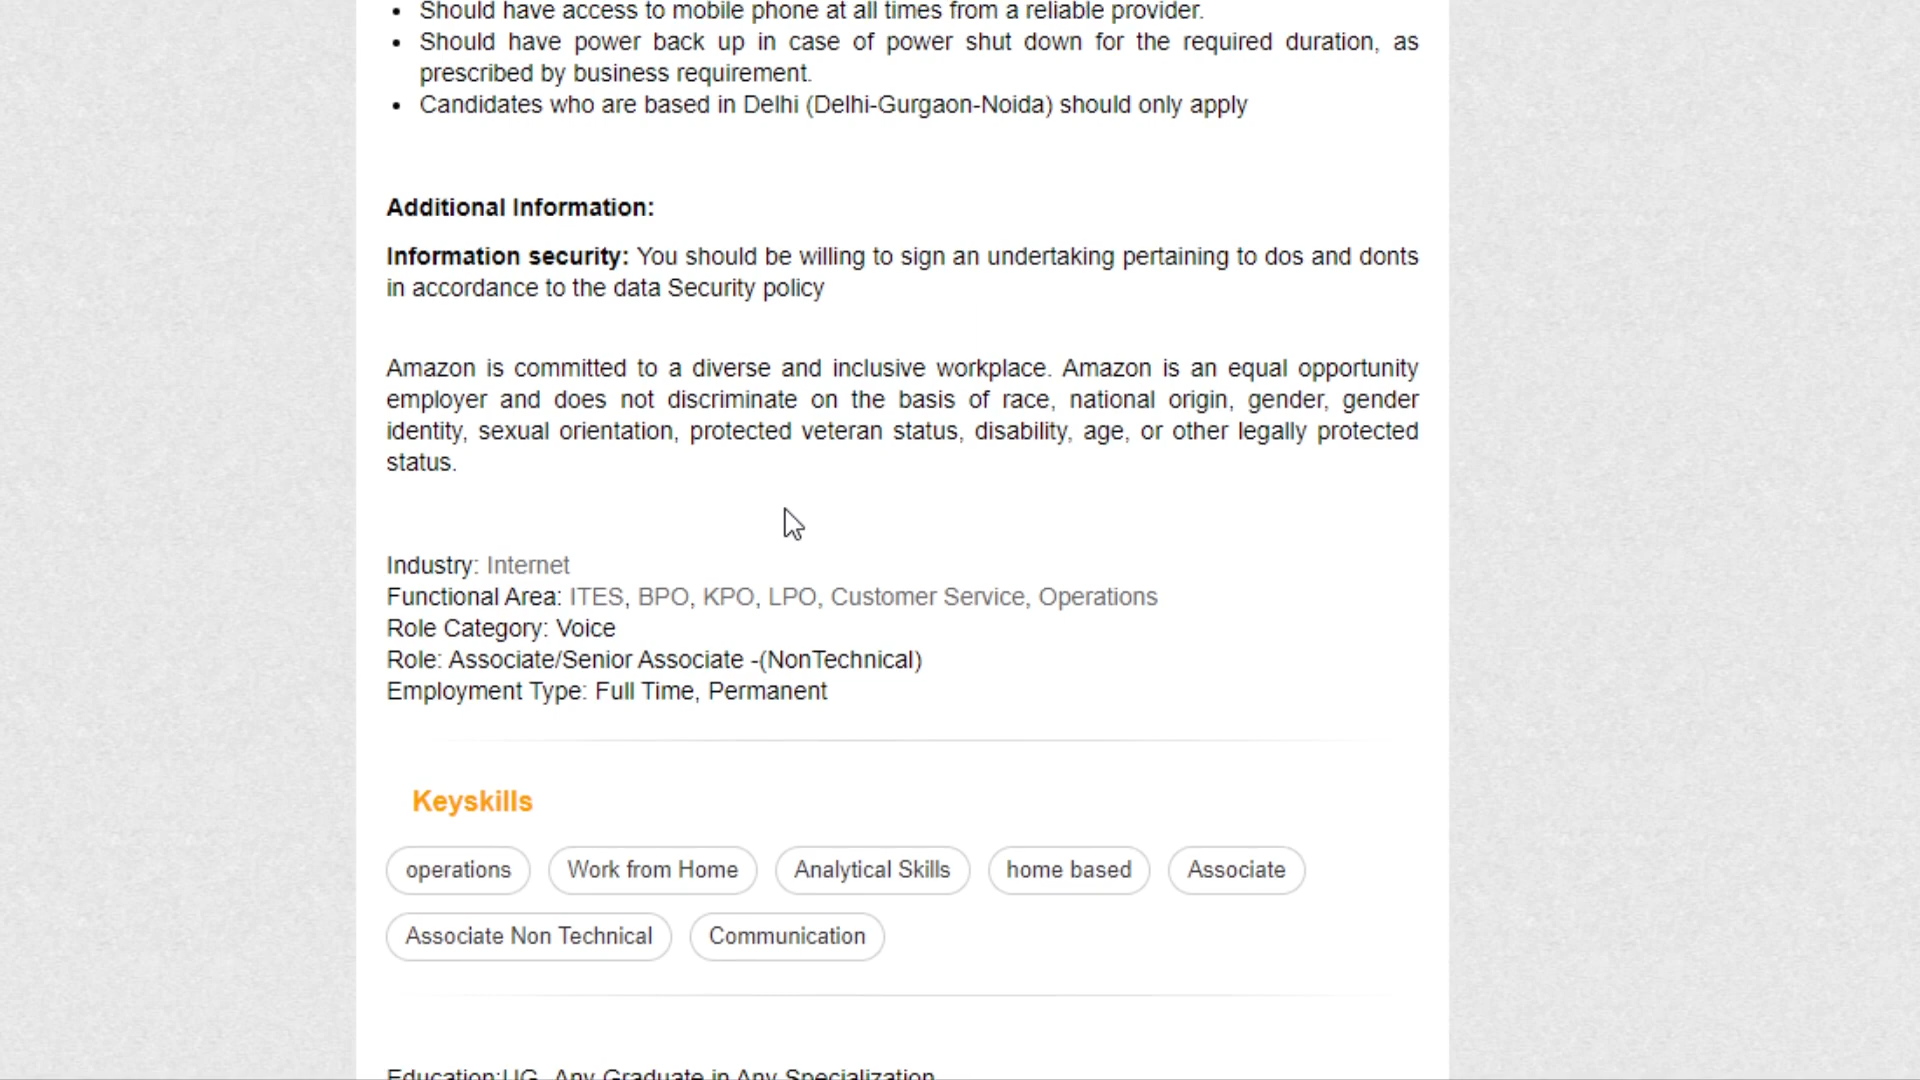 Should have access to mobile phone at all times from a reliable provider.
Should have power back up in case of power shut down for the required duration, as
prescribed by business requirement.
Candidates who are based in Delhi (Delhi-Gurgaon-Noida) should only apply
Additional Information:
Information security: You should be willing to sign an undertaking pertaining to dos and donts
in accordance to the data Security policy
Amazon is committed to a diverse and inclusive workplace. Amazon is an equal opportunity
employer and does not discriminate on the basis of race, national origin, gender, gender
identity, sexual orientation, protected veteran status, disability, age, or other legally protected
status.
Industry: Internet
Functional Area: ITES, BPO, KPO, LPO, Customer Service, Operations
Role Category: Voice
Role: Associate/Senior Associate -(NonTechnical)
Employment Type: Full Time, Permanent
Keyskills
operations Work from Home Analytical Skills home based Associate
Associate Non Technical Communication
Education:UG Any Graduate in Any Specialization